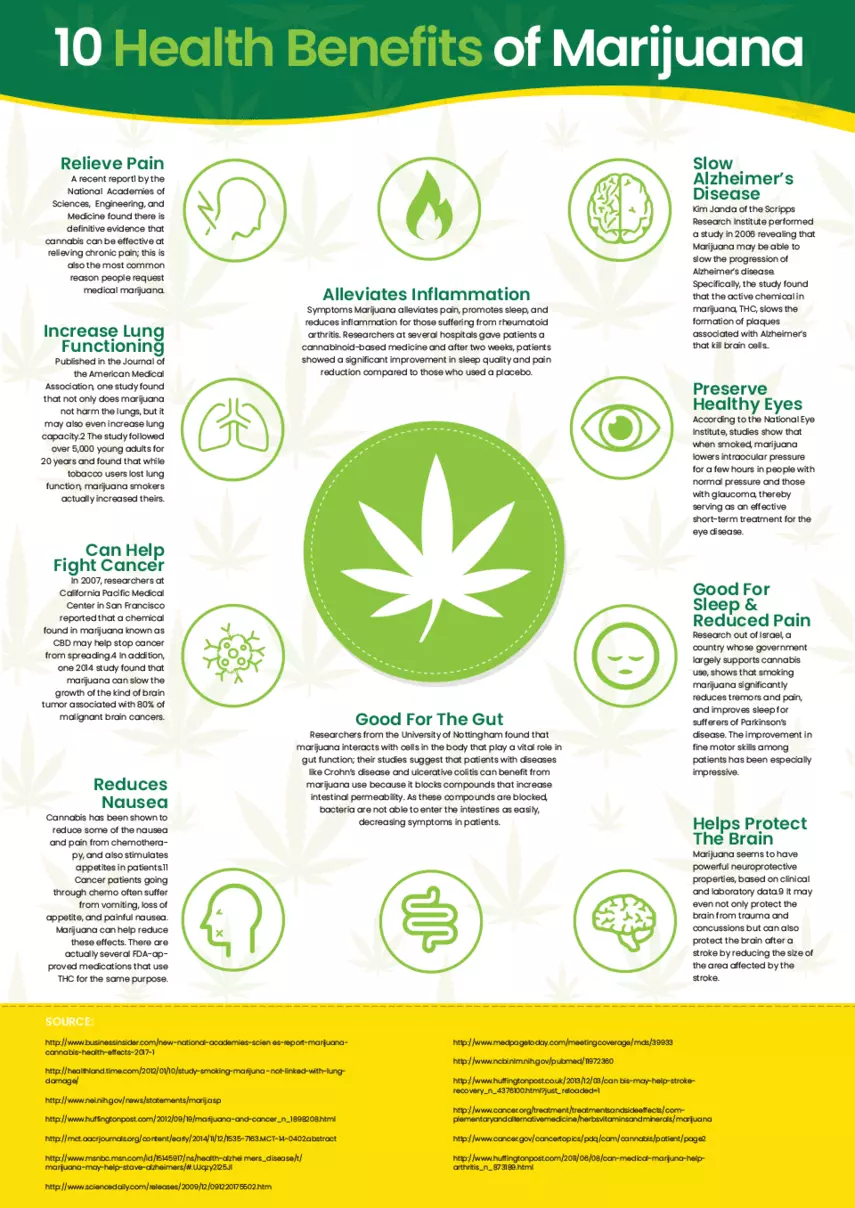 10 Health Benefits of Marijuana
Relieve Pain
A recent report1 by the
National Academies of
Sciences, Engineering, and
Medicine found there is
definitive evidence that
cannabis can be effective at
relieving chronic pain; this is
also the most common
reason people request
medical marijuana.
Increase Lung
Functioning
Published in the Journal of
the American Medical
Association, one study found
that not only does marijuana
not harm the lungs, but it
may also even increase lung
capacity.2 The study followed
over 5,000 young adults for
20 years and found that while
tobacco users lost lung
function, marijuana smokers
actually increased theirs.
Can Help
Fight Cancer
In 2007, researchers at
California Pacific Medical
Center in San Francisco
reported that a chemical
found in marijuana known as
CBD may help stop cancer
from spreading.4 In addition,
one 2014 study found that
marijuana can slow the
growth of the kind of brain
tumor associated with 80% of
malignant brain cancers.
Reduces
Nausea
Cannabis has been shown to
reduce some of the nausea
and pain from chemothera-
py, and also stimulates
appetites in patients.11
Cancer patients going
through chemo often suffer
from vomiting, loss of
appetite, and painful nausea.
Marijuana can help reduce
these effects. There are
actually several FDA-ap-
proved medications that use
THC for the same purpose.
Alleviates Inflammation
Symptoms Marijuana alleviates pain, promotes sleep, and
reduces inflammation for those suffering from rheumatoid
arthritis. Researchers at several hospitals gave patients a
cannabinoid-based medicine and after two weeks, patients
showed a significant improvement in sleep quality and pain
reduction compared to those who used a placebo.
Good For The Gut
Researchers from the University of Nottingham found that
marijuana interacts with cells in the body that play a vital role in
gut function; their studies suggest that patients with diseases
like Crohn's disease and ulcerative colitis can benefit from
marijuana use because it blocks compounds that increase
intestinal permeability. As these compounds are blocked,
bacteria are not able to enter the intestines as easily,
decreasing symptoms in patients.
Slow
Alzheimer's
Disease
Kim Janda of the Scripps
Research Institute performed
a study in 2006 revealing that
Marijuana may be able to
slow the progression of
Alzheimer's disease.
Specifically, the study found
that the active chemical in
marijuana, THC, slows the
formation of plaques
associated with Alzheimer's
that kill brain cells..
Preserve
Healthy Eyes
According to the National Eye
Institute, studies show that
when smoked, marijuana
lowers intraocular pressure
for a few hours in people with
normal pressure and those
with glaucoma, thereby
serving as an effective
short-term treatment for the
eye disease.
Good For
Sleep &
Reduced Pain
Research out of Israel, a
country whose government
largely supports cannabis
use, shows that smoking
marijuana significantly
reduces tremors and pain,
and improves sleep for
sufferers of Parkinson's
disease. The improvement in
fine motor skills among
patients has been especially
impressive.
Helps Protect
The Brain
Marijuana seems to have
powerful neuroprotective
properties, based on clinical
and laboratory data.9 It may
even not only protect the
brain from trauma and
concussions but can also
protect the brain after a
stroke by reducing the size of
the area affected by the
stroke.
SOURCE:
http://www.businessinsider.com/new-national-academies-scien es-report-marijuana-
cannabis-health-effects-2017-1
http://healthland.time.com/2012/01/10/study-smoking-marijuna -not-linked-with-lung-
damage/
http://www.nei.nih.gov/news/statements/marij.asp
http://www.huffingtonpost.com/2012/09/19/marijuana-and-cancer_n_1898208.html
http://mct.aacrjournals.org/content/early/2014/11/12/1535-7163.MCT-14-0402abstract
http://www.msnbc.msn.com/id/15145917/ns/health-alzhei mers_disease/t/
marijuana-may-help-stave-alzheimers/#.Uqzy2125JI
http://www.sciencedaily.com/releases/2009/12/091220175502.htm
http://www.medpagetoday.com/meetingcoverage/mds/39933
http://www.ncbi.nlm.nih.gov/pubmed/11972360
http://www.huffingtonpost.co.uk/2013/12/03/can bis-may-help-stroke-
recovery_n_4376100.html?just_reloaded=1
http://www.cancer.org/treatment/treatmentsandsideeffects/com-
plementaryandalternativemedicine/herbsvitaminsandminerals/marijuana
http://www.cancer.gov/cancertopics/pdq/cam/cannabis/patient/page2
http://www.huffingtonpost.com/2011/06/08/can-medical-marijuna-help-
arthritis_n_873189.html